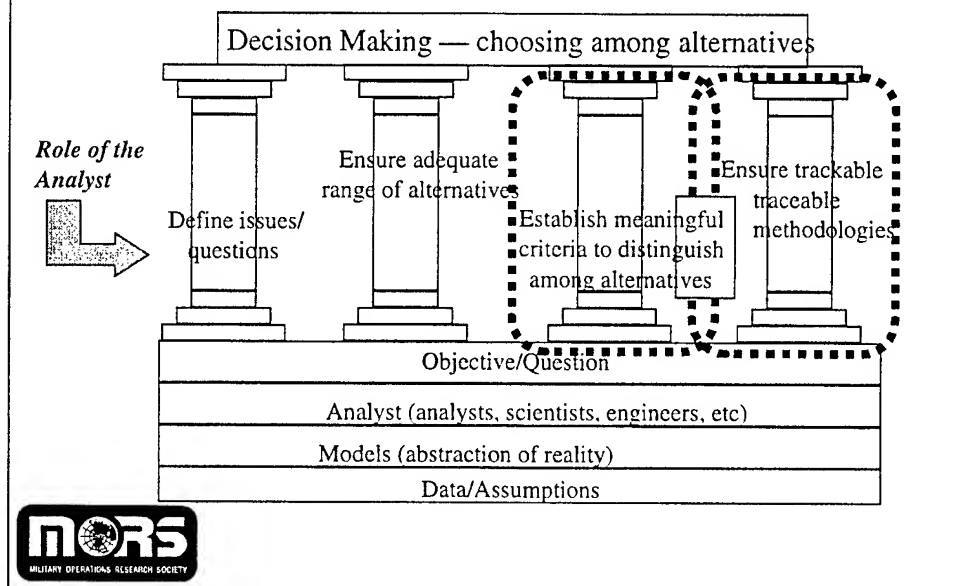 Decision Making — choosing among alternatives
Role of the
Analyst
Define issues/
questions
Ensure adequate
range of alternatives
Establish meaningful
criteria to distinguish
among alternatives
Ensure trackable
traceable
methodologies
Objective/Question
Analyst (analysts, scientists, engineers, etc)
Models (abstraction of reality)
Data/Assumptions
MORS
MILITARY OPERATIONS RESEARCH SOCIETY